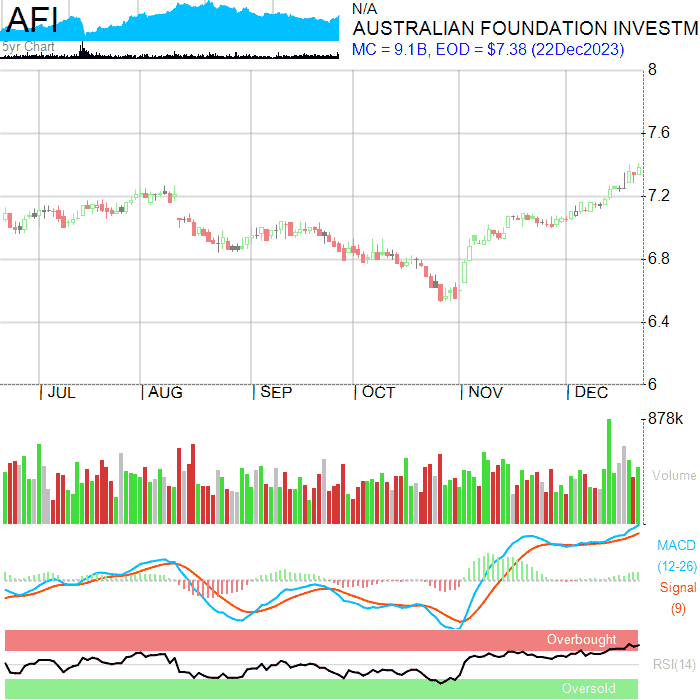 AFI
5yr Chart
N/A
AUSTRALIAN FOUNDATION INVESTM
MC = 9.1B, EOD = $7.38 (22Dec2023)
8
7.6
7.2
6.8
6.4
6
JUL AUG SEP OCT NOV DEC
878k
Volume
MACD
(12-26)
Signal
(9)
Overbought
RSI(14)
Oversold